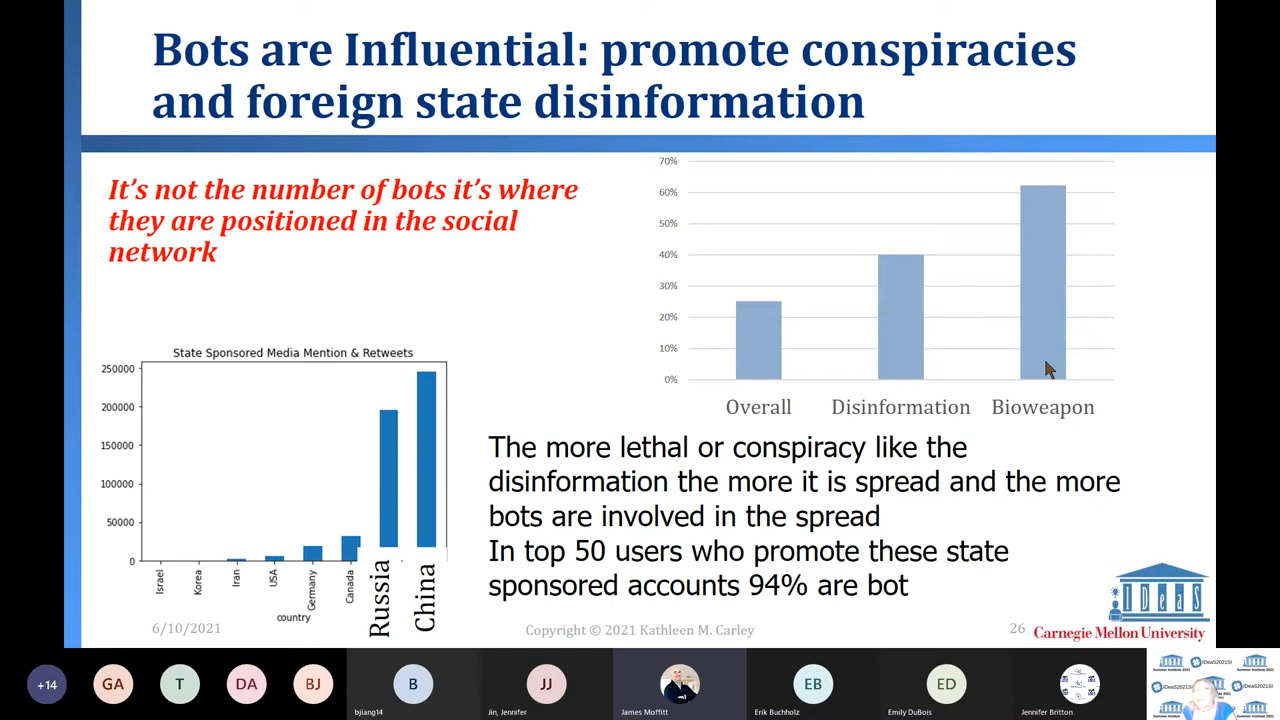 Bots are Influential: promote conspiracies
and foreign state disinformation
It’s not the number of bots it’s where
they are positioned in the social
network
70%
60%
50%
40%
30%
20%
10%
0%
Overall Disinformation Bioweapon
State Sponsored Media Mention & Retweets
250000
200000
150000
100000
50000
0
Israel
Korea
Iran
USA
Germany
Canada
Russia
China
country
The more lethal or conspiracy like the
disinformation the more it is spread and the more
bots are involved in the spread
In top 50 users who promote these state
sponsored accounts 94% are bot
IDeaS
6/10/2021
Copyright © 2021 Kathleen M. Carley
26
Carnegie Mellon University
+14
GA
T
DA
BJ
B
bjiang14
JJ
Jin, Jennifer
James Moffitt
EB
Erik Buchholz
ED
Emily DuBois
Jennifer Britton